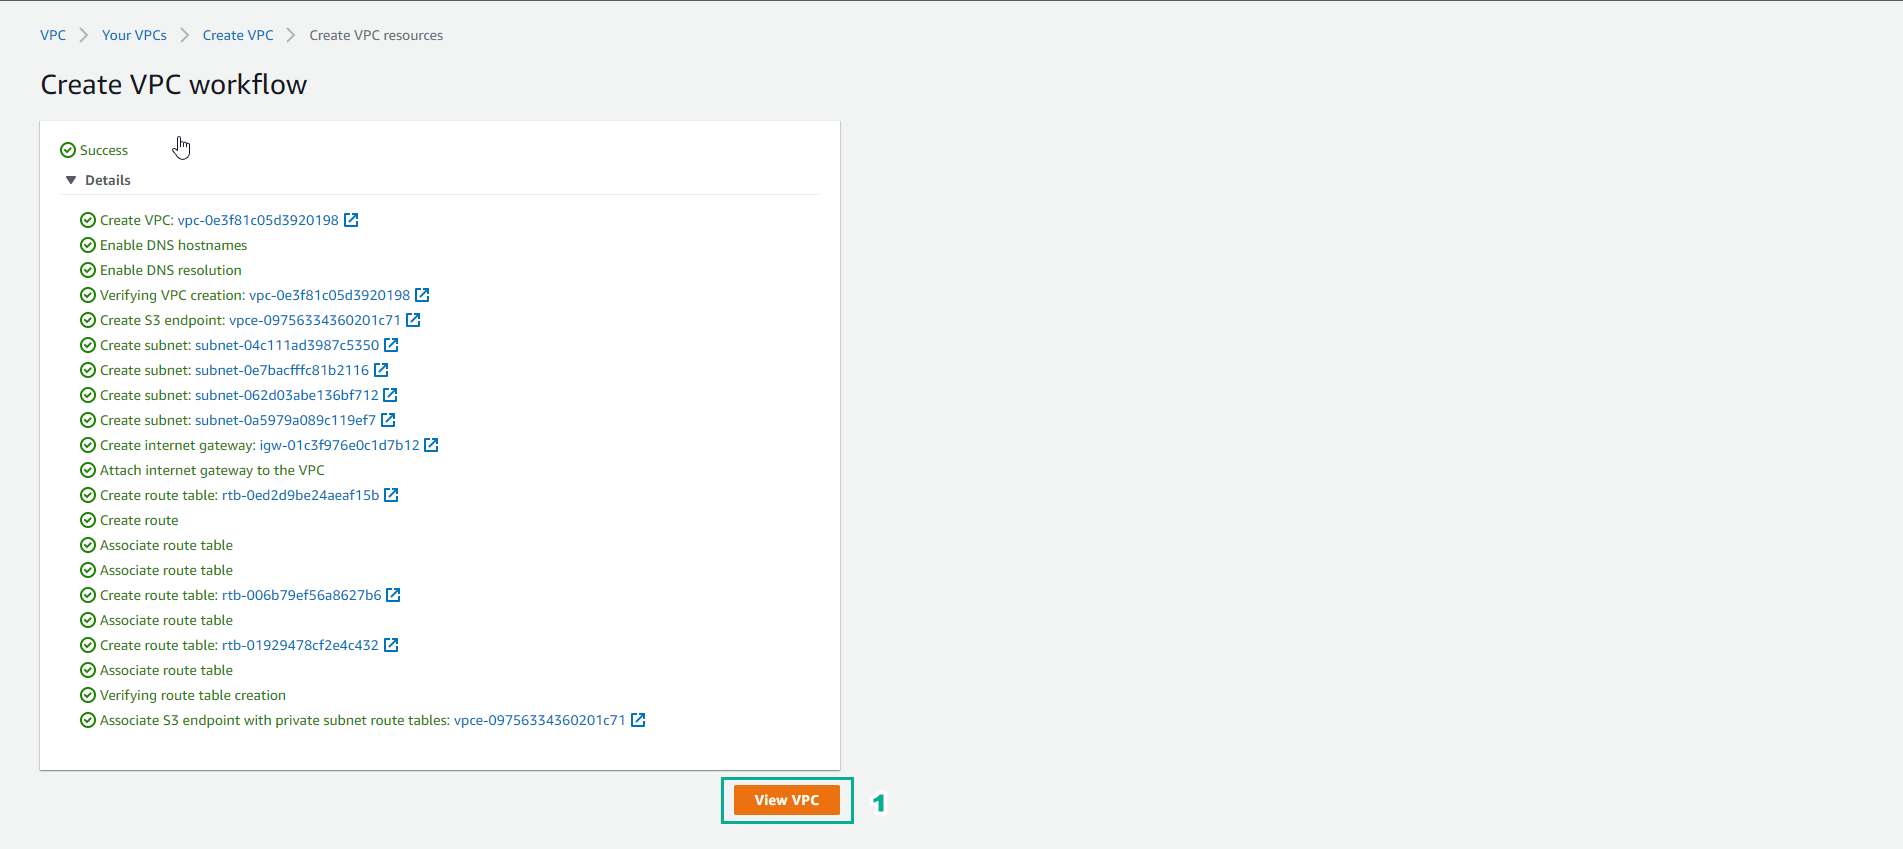 VPC > Your VPCs > Create VPC > Create VPC resources
Create VPC workflow
Success
Details
Create VPC: vpc-0e3f81c05d3920198
Enable DNS hostnames
Enable DNS resolution
Verifying VPC creation: vpc-0e3f81c05d3920198
Create S3 endpoint: vpce-09756334360201c71
Create subnet: subnet-04c111ad3987c5350
Create subnet: subnet-0e7bacfffc81b2116
Create subnet: subnet-062d03abe136bf712
Create subnet: subnet-0a5979a089c119ef7
Create internet gateway: igw-01c3f976e0c1d7b12
Attach internet gateway to the VPC
Create route table: rtb-0ed2d9be24aeaf15b
Create route
Associate route table
Associate route table
Create route table: rtb-006b79ef56a8627b6
Associate route table
Create route table: rtb-01929478cf2e4c432
Associate route table
Verifying route table creation
Associate S3 endpoint with private subnet route tables: vpce-09756334360201c71
View VPC 1